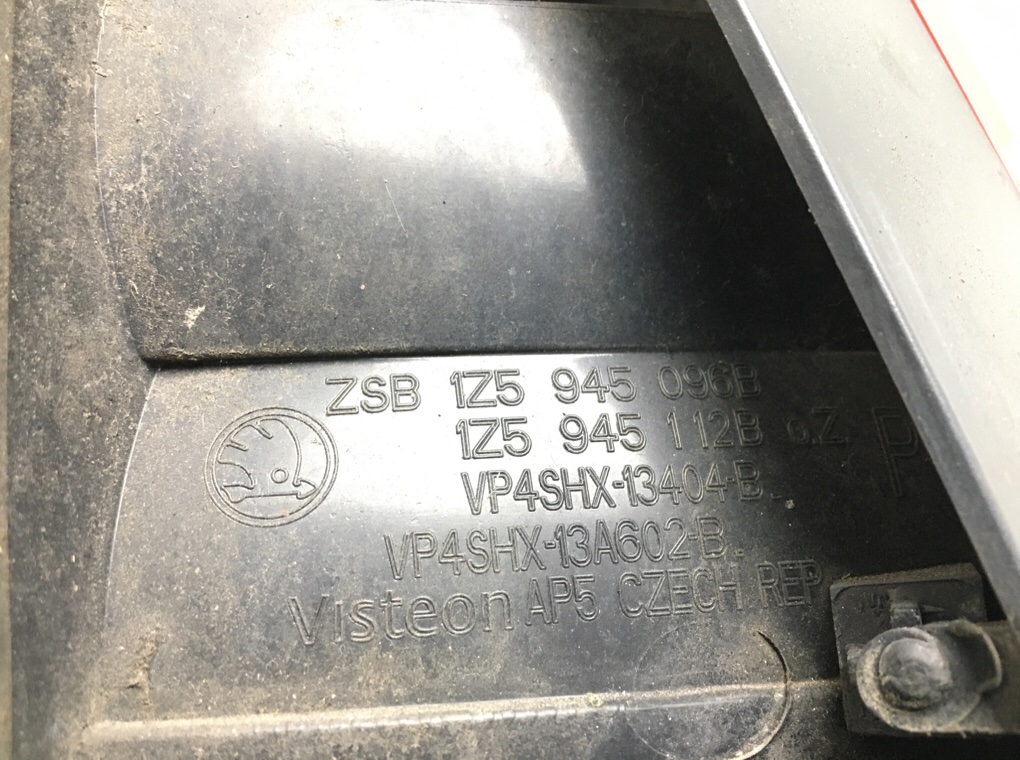 ZSB 1Z5 945 096B
1Z5 945 112B o.Z
VP4SHX-13404-B.
VP4SHX-13A602-B.
Visteon AP5 CZECH REP